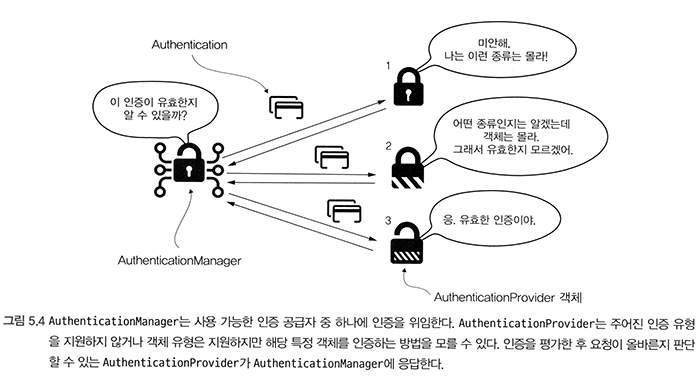 Authentication
1
미안해.
나는 이런 종류는 몰라!
이 인증이 유효한지
알 수 있을까?
어떤 종류인지는 알겠는데
객체는 몰라.
그래서 유효한지 모르겠어.
2
3
응. 유효한 인증이야.
AuthenticationManager
AuthenticationProvider 객체
그림 5.4 AuthenticationManager는 사용 가능한 인증 공급자 중 하나에 인증을 위임한다. AuthenticationProvider는 주어진 인증 유형
을 지원하지 않거나 객체 유형은 지원하지만 해당 특정 객체를 인증하는 방법을 모를 수 있다. 인증을 평가한 후 요청이 올바른지 판단
할 수 있는 AuthenticationProvider가 AuthenticationManager에 응답한다.